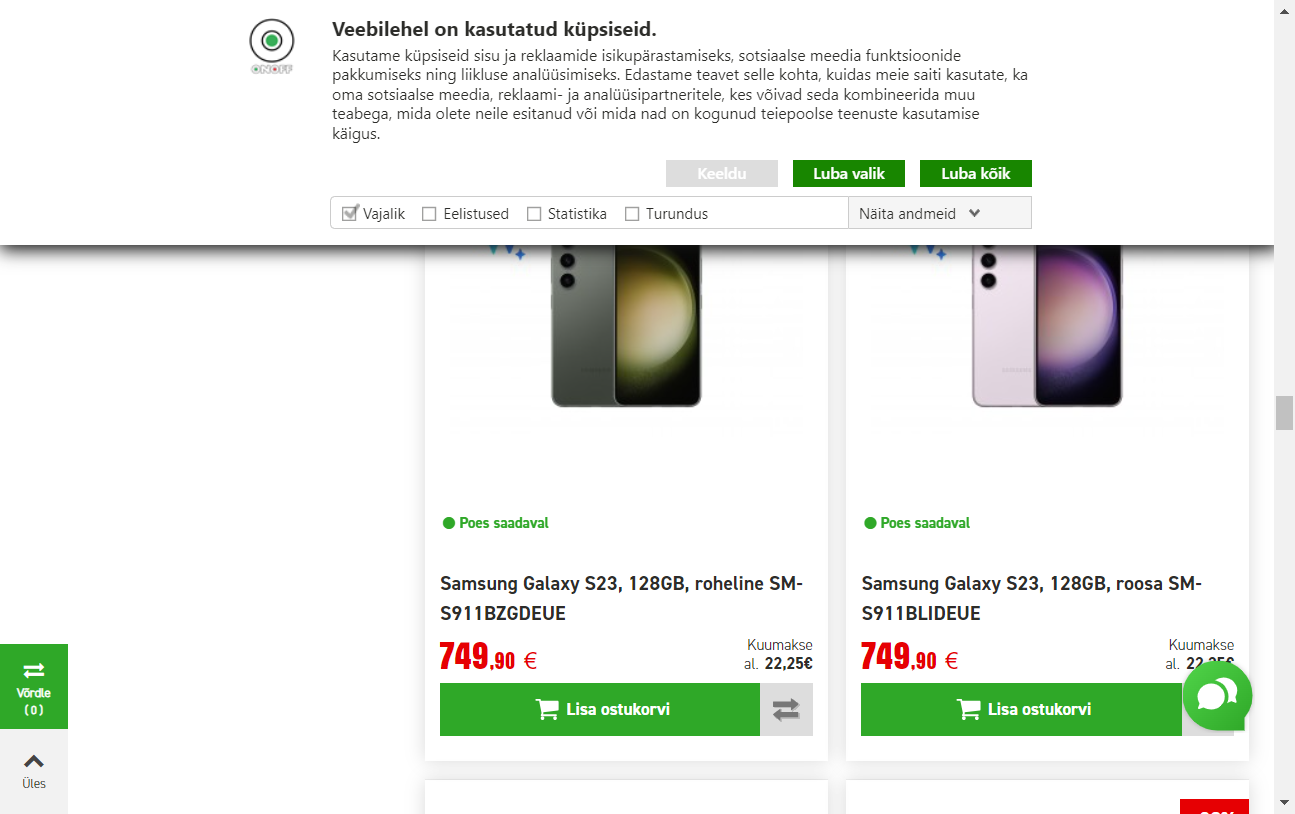 ONOFF
Veebilehel on kasutatud küpsiseid.
Kasutame küpsiseid sisu ja reklaamide isikupärastamiseks, sotsiaalse meedia funktsioonide
pakkumiseks ning liikluse analüüsimiseks. Edastame teavet selle kohta, kuidas meie saiti kasutate, ka
oma sotsiaalse meedia, reklaami- ja analüüsipartneritele, kes võivad seda kombineerida muu
teabega, mida olete neile esitanud või mida nad on kogunud teiepoolse teenuste kasutamise
käigus.
Keeldu
Luba valik
Luba kõik
Vajalik
Eelistused
Statistika
Turundus
Näita andmeid
Poes saadaval
Samsung Galaxy S23, 128GB, roheline SM-
S911BZGDEUE
749,90 €
Kuumakse
al. 22,25€
Lisa ostukorvi
Poes saadaval
Samsung Galaxy S23, 128GB, roosa SM-
S911BLIDEUE
749,90 €
Kuumakse
al. 22,25€
Lisa ostukorvi
Võrdle
(0)
Üles